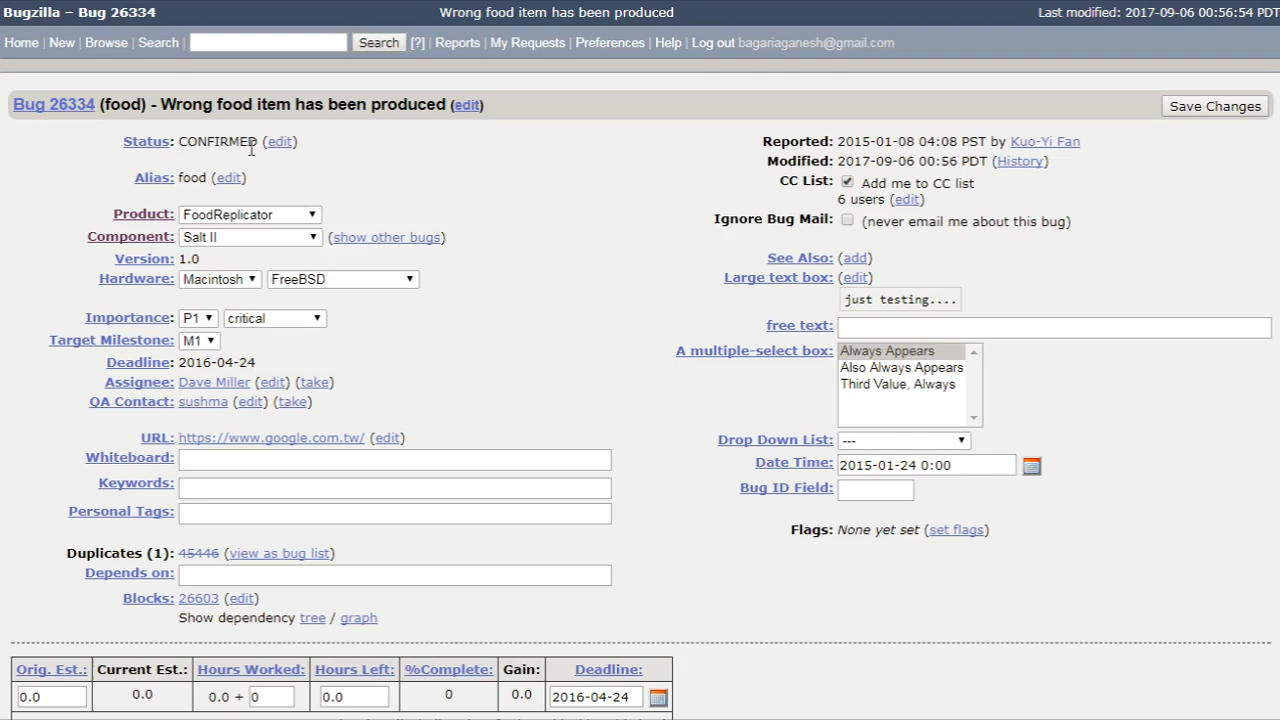 Bugzilla – Bug 26334 Wrong food item has been produced Last modified: 2017-09-06 00:56:54 PDT
Home | New | Browse | Search | Search [?] | Reports | My Requests | Preferences | Help | Log out bagariaganesh@gmail.com
Bug 26334 (food) - Wrong food item has been produced (edit) Save Changes
Status: CONFIRMED (edit)
Alias: food (edit)
Product: FoodReplicator
Component: Salt II (show other bugs)
Version: 1.0
Hardware: Macintosh FreeBSD
Importance: P1 critical
Target Milestone: M1
Deadline: 2016-04-24
Assignee: Dave Miller (edit) (take)
QA Contact: sushma (edit) (take)
URL: https://www.google.com.tw/ (edit)
Whiteboard:
Keywords:
Personal Tags:
Duplicates (1): 45446 (view as bug list)
Depends on:
Blocks: 26603 (edit)
Show dependency tree / graph
Reported: 2015-01-08 04:08 PST by Kuo-Yi Fan
Modified: 2017-09-06 00:56 PDT (History)
CC List: Add me to CC list
6 users (edit)
Ignore Bug Mail: (never email me about this bug)
See Also: (add)
Large text box: (edit)
just testing....
free text:
A multiple-select box: Always Appears
Also Always Appears
Third Value, Always
Drop Down List: ---
Date Time: 2015-01-24 0:00
Bug ID Field:
Flags: None yet set (set flags)
Orig. Est.: Current Est.: Hours Worked: Hours Left: %Complete: Gain: Deadline:
0.0 0.0 0.0 + 0 0.0 0 0.0 2016-04-24